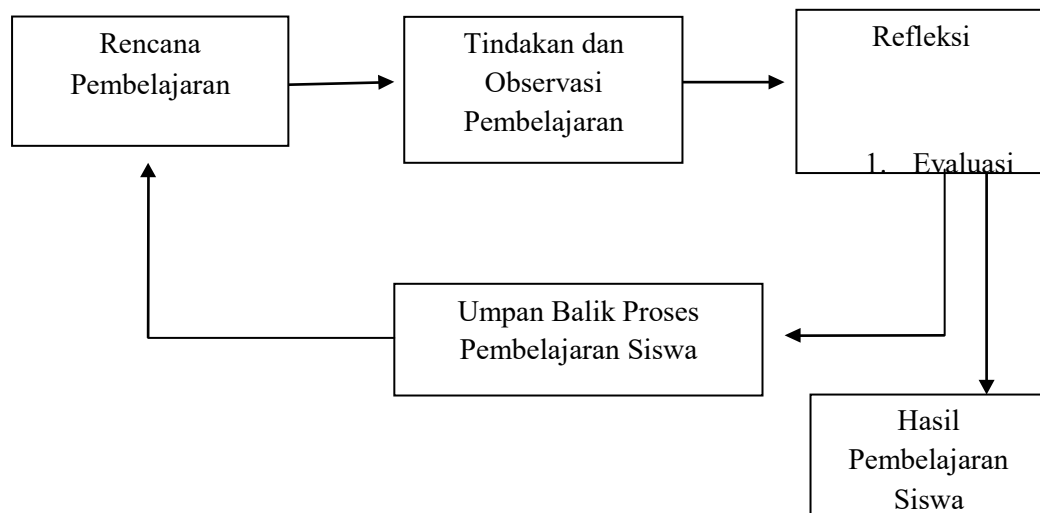 Rencana
Pembelajaran
Tindakan dan
Observasi
Pembelajaran
Refleksi
1. Evaluasi
Umpan Balik Proses
Pembelajaran Siswa
Hasil
Pembelajaran
Siswa